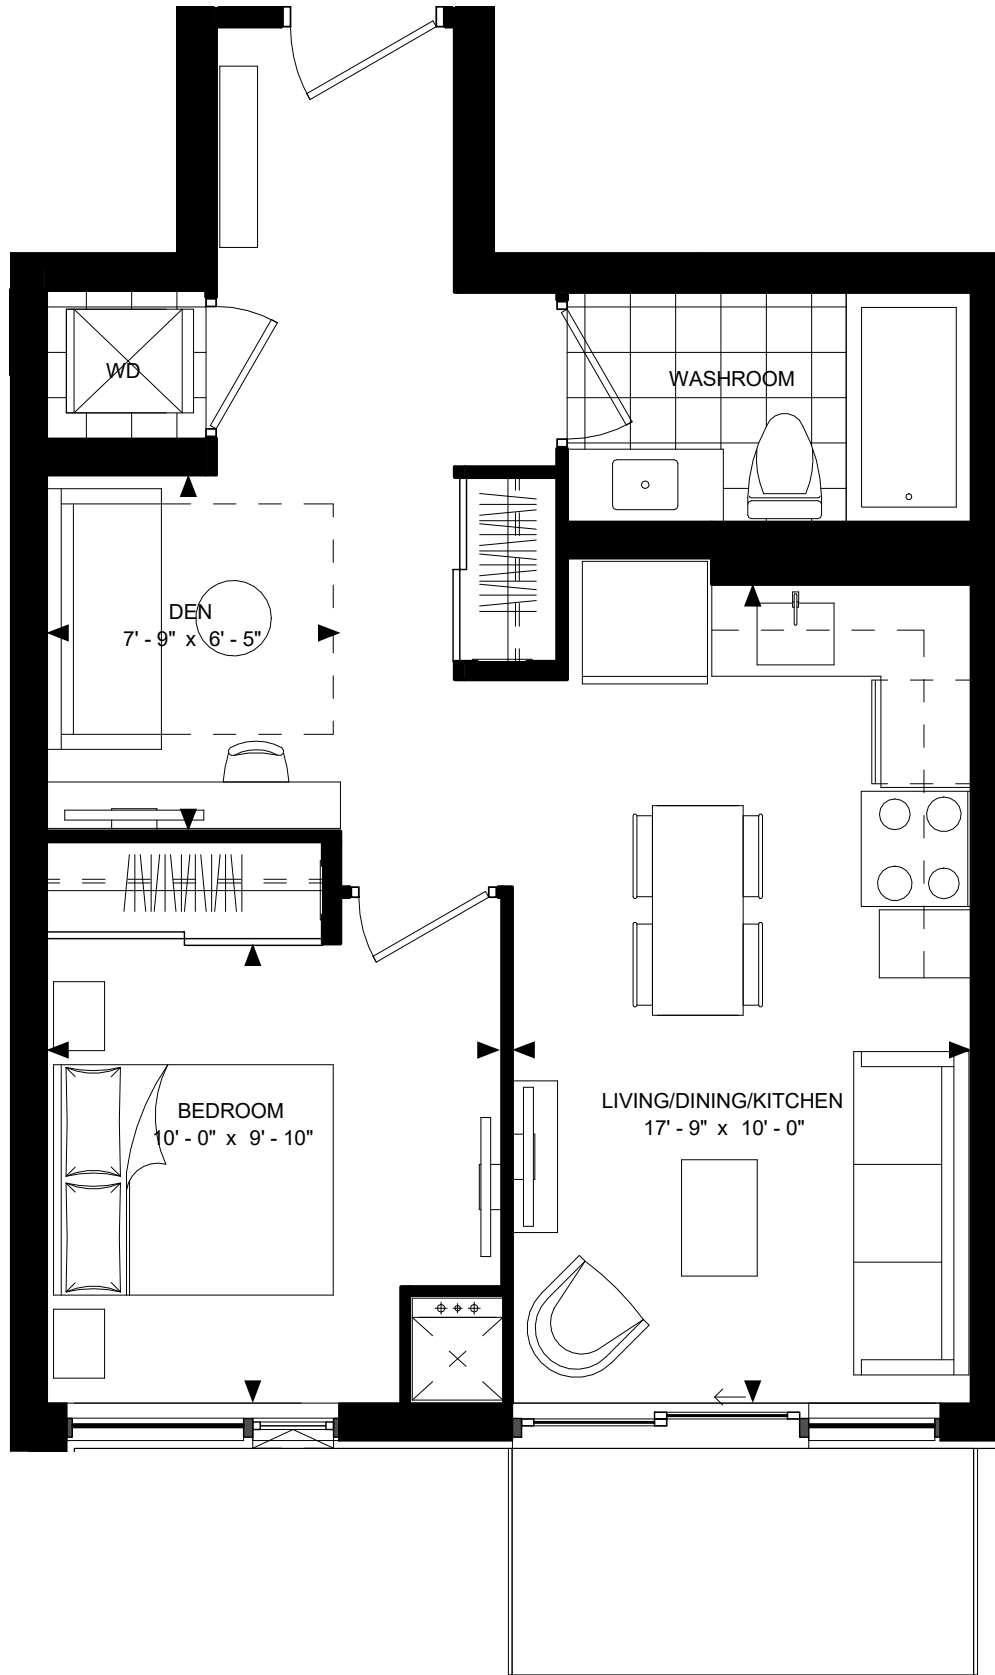 WD
WASHROOM
DEN
7' - 9" x 6' - 5"
BEDROOM
10' - 0" x 9' - 10"
LIVING/DINING/KITCHEN
17' - 9" x 10' - 0"